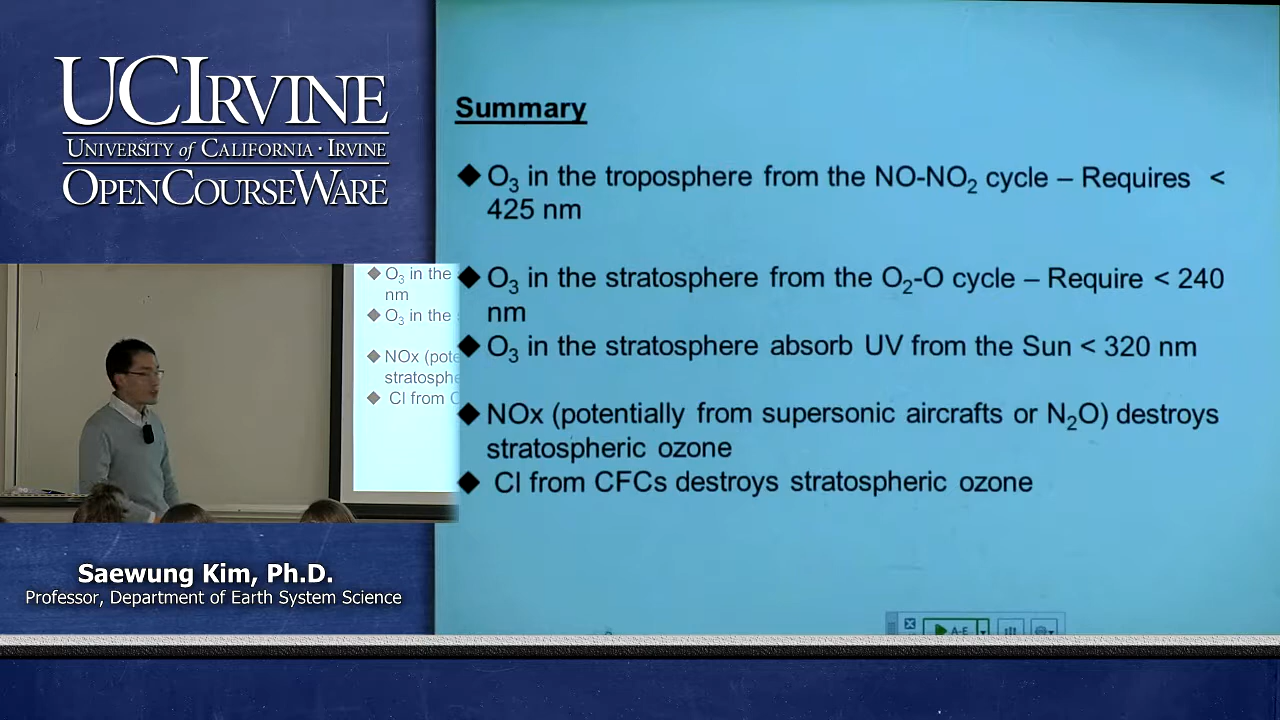 UCIRVINE
UNIVERSITY of CALIFORNIA · IRVINE
OPENCOURSEWARE
Summary
◆ O3 in the troposphere from the NO-NO2 cycle – Requires <
425 nm
◆ O3 in the stratosphere from the O2-O cycle – Require < 240
nm
◆ O3 in the stratosphere absorb UV from the Sun < 320 nm
◆ NOx (potentially from supersonic aircrafts or N2O) destroys
stratospheric ozone
◆ Cl from CFCs destroys stratospheric ozone
◆ O3 in the
nm
◆ O3 in the
◆ NOx (pote
stratosphe
◆ Cl from C
Saewung Kim, Ph.D.
Professor, Department of Earth System Science
A-E